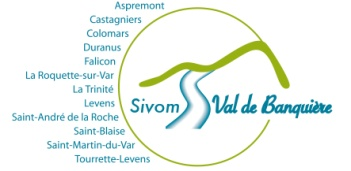 Aspremont
Castagniers
Colomars
Duranus
Falicon
La Roquette-sur-Var
La Trinité
Levens
Saint-André de la Roche
Saint-Blaise
Saint-Martin-du-Var
Tourrette-Levens
Sivom Val de Banquière